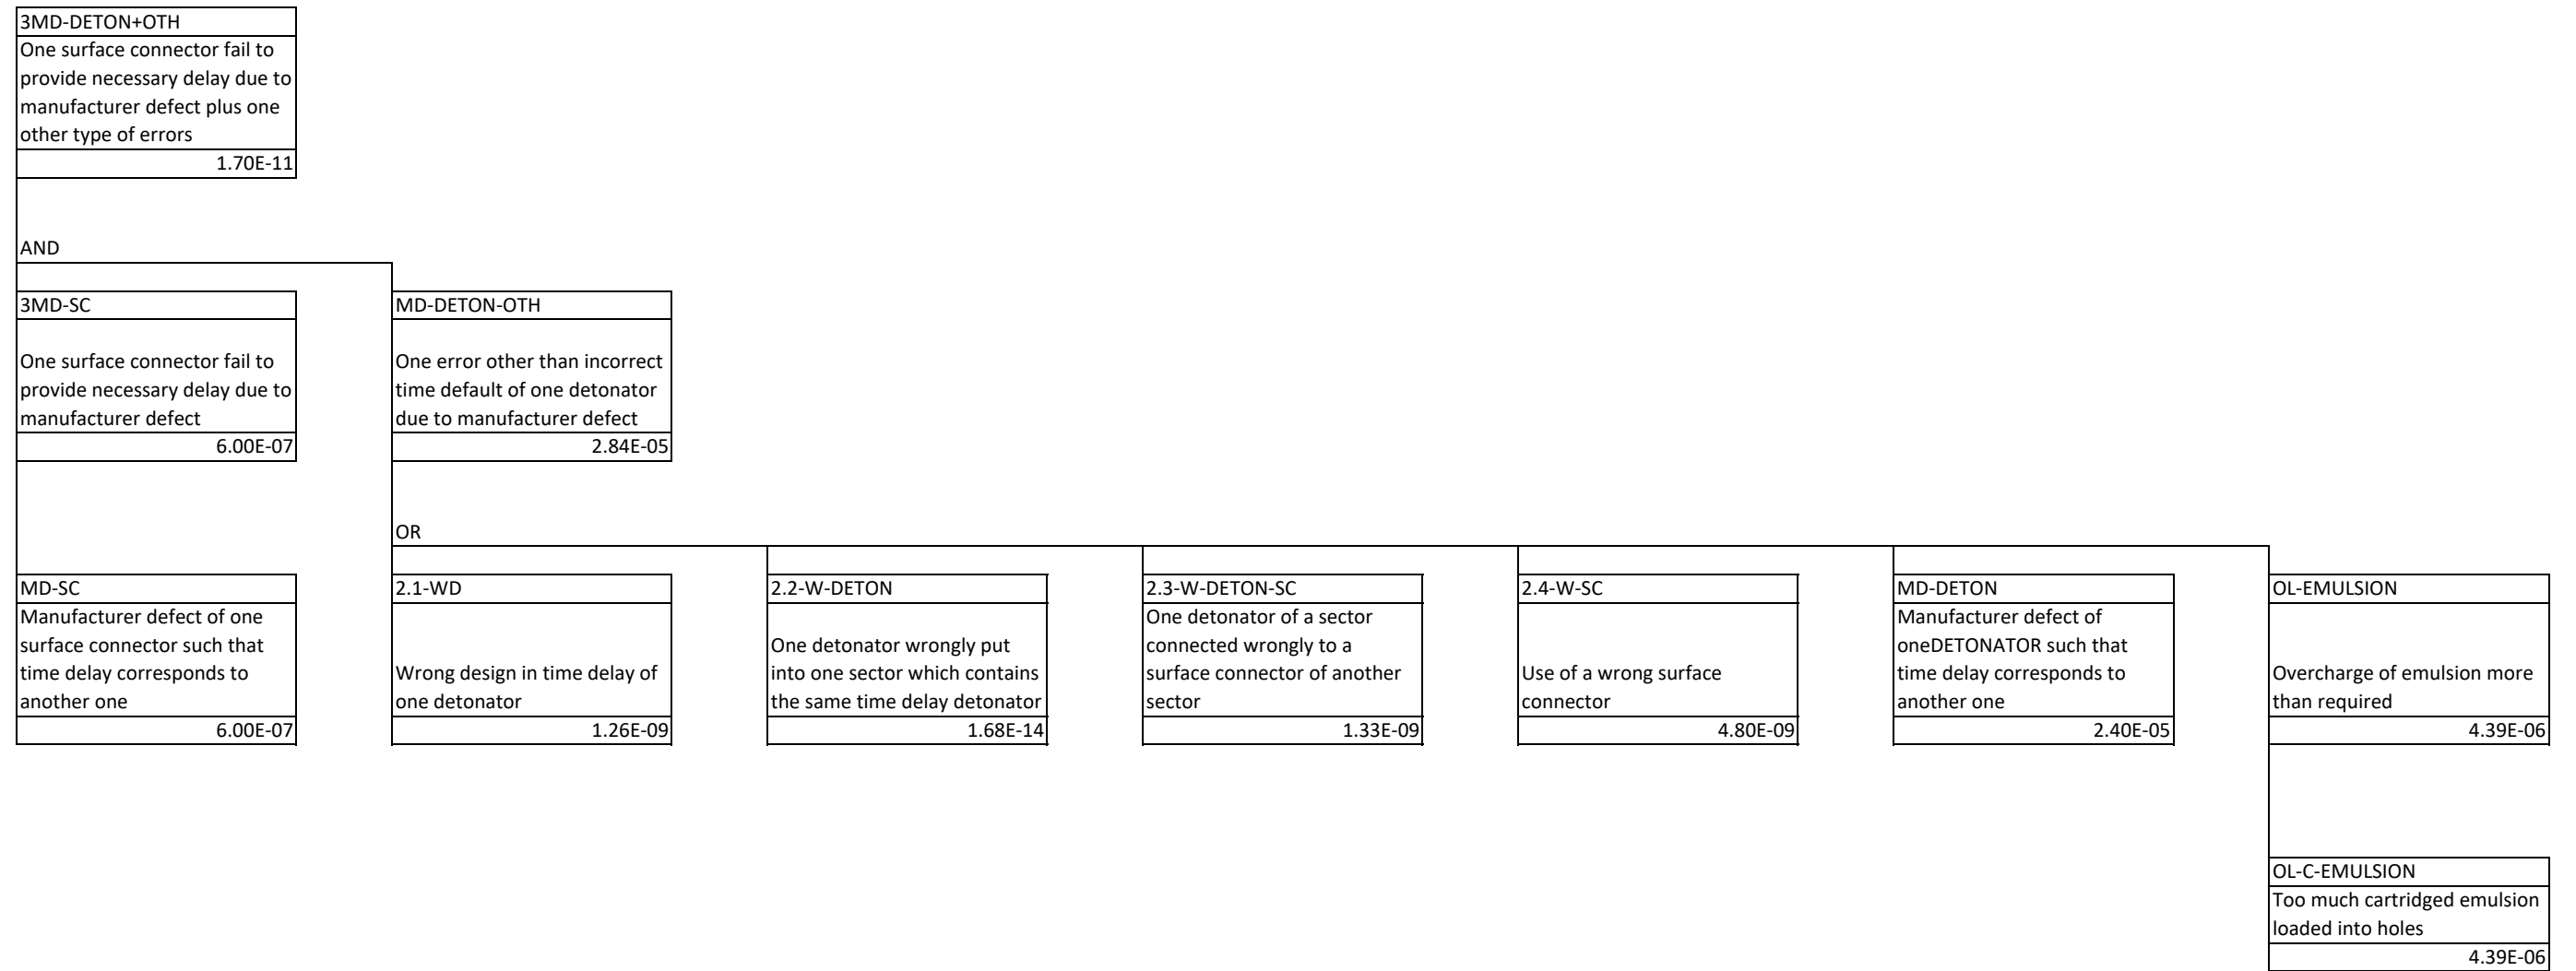 3MD-DETON+OTH
One surface connector fail to
provide necessary delay due to
manufacturer defect plus one
other type of errors
1.70E-11
AND
3MD-SC
One surface connector fail to
provide necessary delay due to
manufacturer defect
6.00E-07
MD-DETON-OTH
One error other than incorrect
time default of one detonator
due to manufacturer defect
2.84E-05
OR
MD-SC
Manufacturer defect of one
surface connector such that
time delay corresponds to
another one
6.00E-07
2.1-WD
Wrong design in time delay of
one detonator
1.26E-09
2.2-W-DETON
One detonator wrongly put
into one sector which contains
the same time delay detonator
1.68E-14
2.3-W-DETON-SC
One detonator of a sector
connected wrongly to a
surface connector of another
sector
1.33E-09
2.4-W-SC
Use of a wrong surface
connector
4.80E-09
MD-DETON
Manufacturer defect of
oneDETONATOR such that
time delay corresponds to
another one
2.40E-05
OL-EMULSION
Overcharge of emulsion more
than required
4.39E-06
OL-C-EMULSION
Too much cartridged emulsion
loaded into holes
4.39E-06